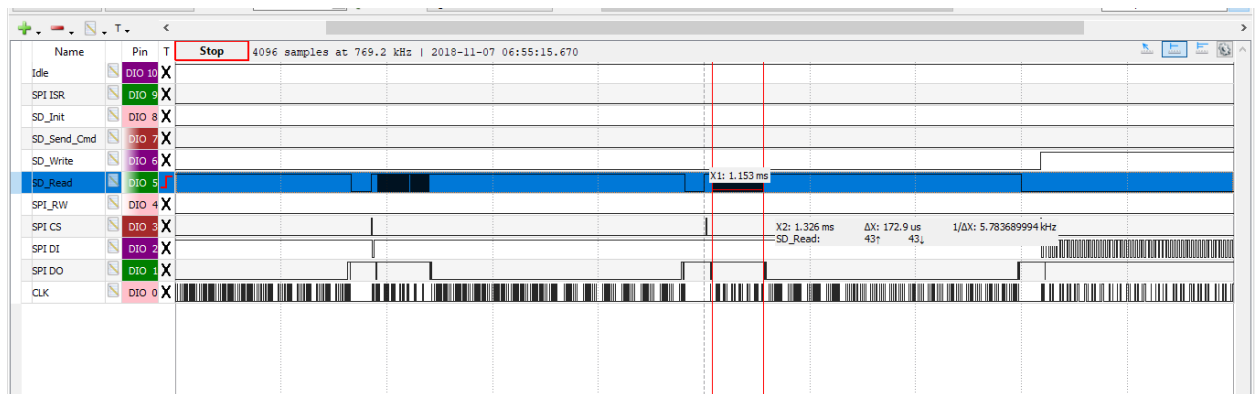 T
<
>
Name Pin T Stop 4096 samples at 769.2 kHz | 2018-11-07 06:55:15.670
Idle DIO 10 X
SPI ISR DIO 9 X
SD_Init DIO 8 X
SD_Send_Cmd DIO 7 X
SD_Write DIO 6 X
SD_Read DIO 5
X1: 1.153 ms
SPI_RW DIO 4 X
SPI CS DIO 3 X
X2: 1.326 ms ΔX: 172.9 us 1/ΔX: 5.783689994 kHz
SD_Read: 43↑ 43↓
SPI DI DIO 2 X
SPI DO DIO 1 X
CLK DIO 0 X